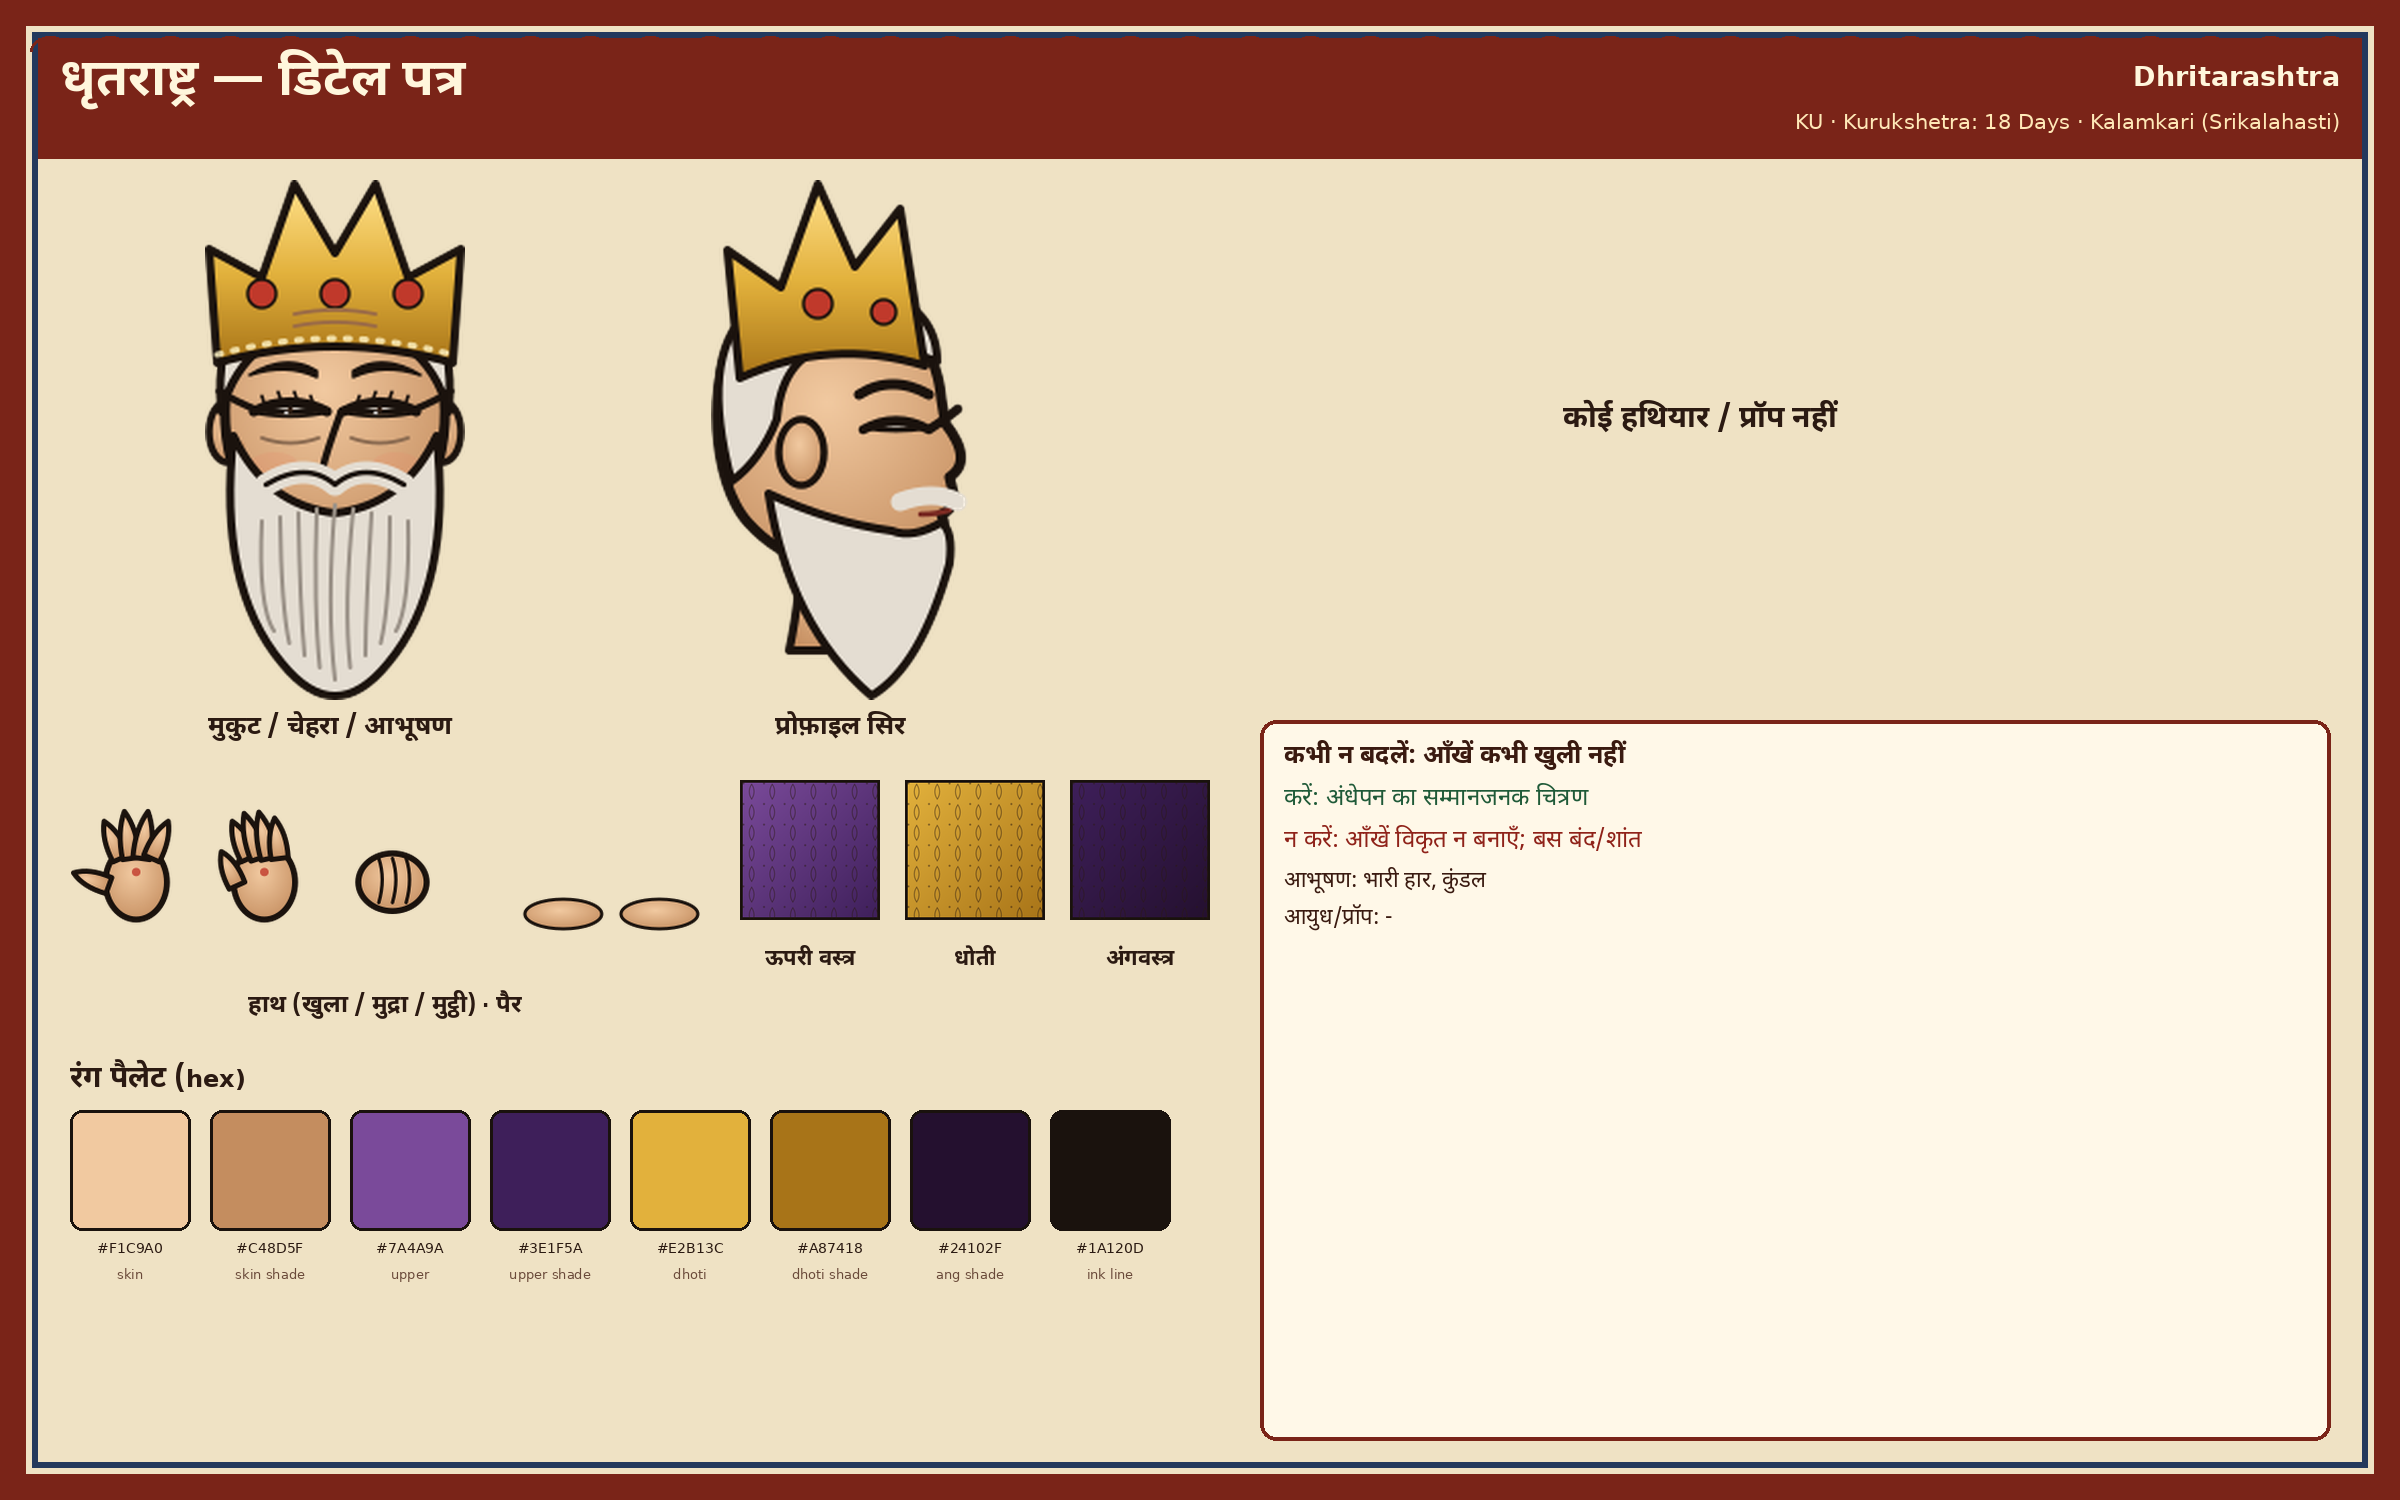 धृतराष्ट्र — डिटेल पत्र
Dhritarashtra
KU · Kurukshetra: 18 Days · Kalamkari (Srikalahasti)
कोई हथियार / प्रॉप नहीं
मुकुट / चेहरा / आभूषण
प्रोफ़ाइल सिर
कभी न बदलें: आँखें कभी खुली नहीं
करें: अंधेपन का सम्मानजनक चित्रण
न करें: आँखें विकृत न बनाएँ; बस बंद/शांत
आभूषण: भारी हार, कुंडल
आयुध/प्रॉप: -
ऊपरी वस्त्र
धोती
अंगवस्त्र
हाथ (खुला / मुद्रा / मुट्ठी) · पैर
रंग पैलेट (hex)
#F1C9A0 #C48D5F #7A4A9A #3E1F5A #E2B13C #A87418 #24102F #1A120D
skin skin shade upper upper shade dhoti dhoti shade ang shade ink line